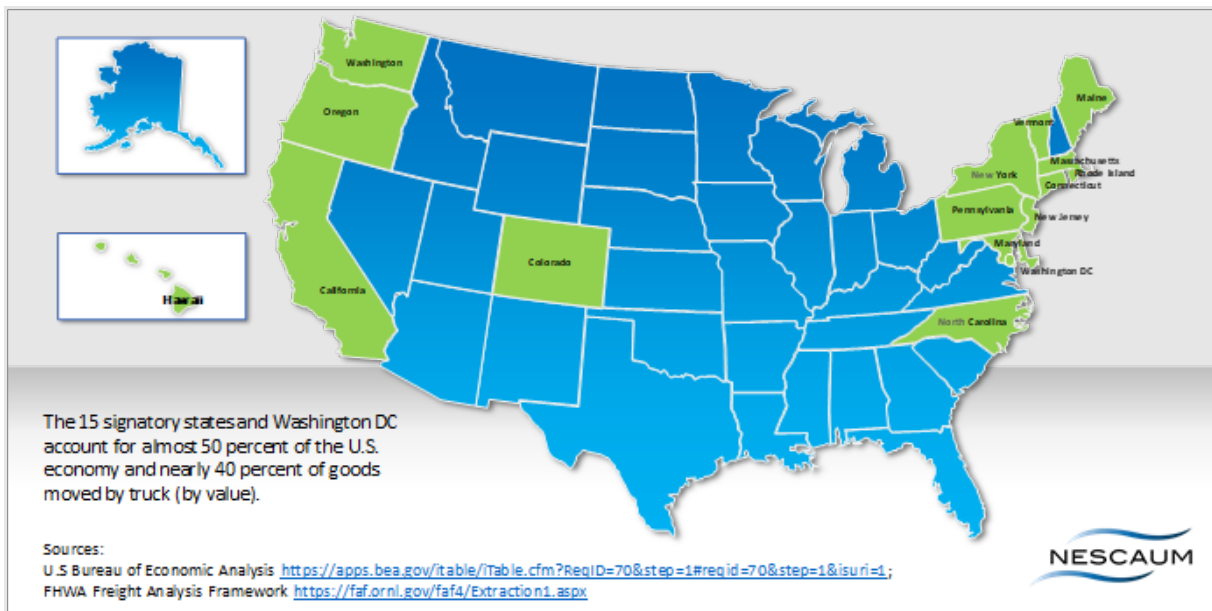 Washington
Oregon
California
Hawaii
Colorado
Maine
Vermont
Massachusetts
Rhode Island
Connecticut
New York
Pennsylvania
New Jersey
Maryland
Washington DC
North Carolina
The 15 signatory states and Washington DC
account for almost 50 percent of the U.S.
economy and nearly 40 percent of goods
moved by truck (by value).
Sources:
U.S Bureau of Economic Analysis https://apps.bea.gov/itable/iTable.cfm?ReqID=70&step=1#reqid=70&step=1&isuri=1;
FHWA Freight Analysis Framework https://faf.ornl.gov/faf4/Extraction1.aspx
NESCAUM